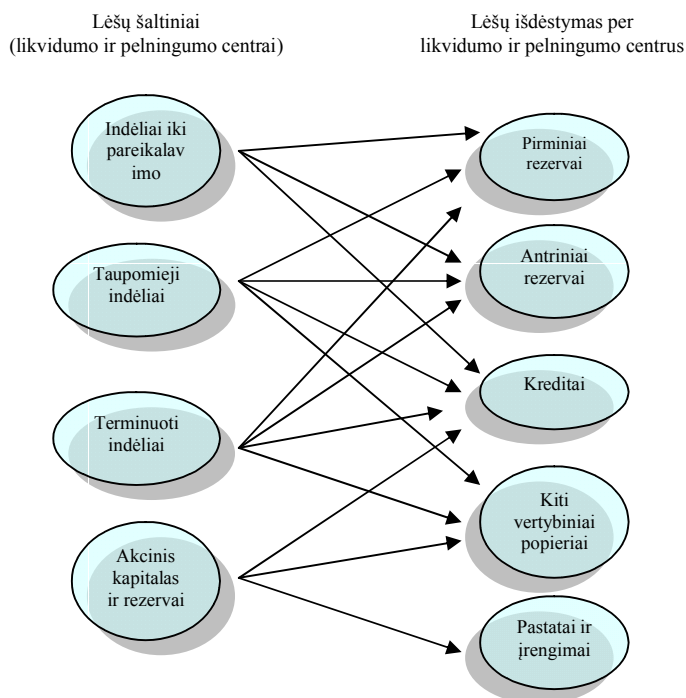 Lėšų šaltiniai
(likvidumo ir pelningumo centrai)
Lėšų išdėstymas per
likvidumo ir pelningumo centrus
Indėliai iki
pareikalav
imo
Taupomieji
indėliai
Terminuoti
indėliai
Akcinis
kapitalas
ir rezervai
Pirminiai
rezervai
Antriniai
rezervai
Kreditai
Kiti
vertybiniai
popieriai
Pastatai ir
įrengimai